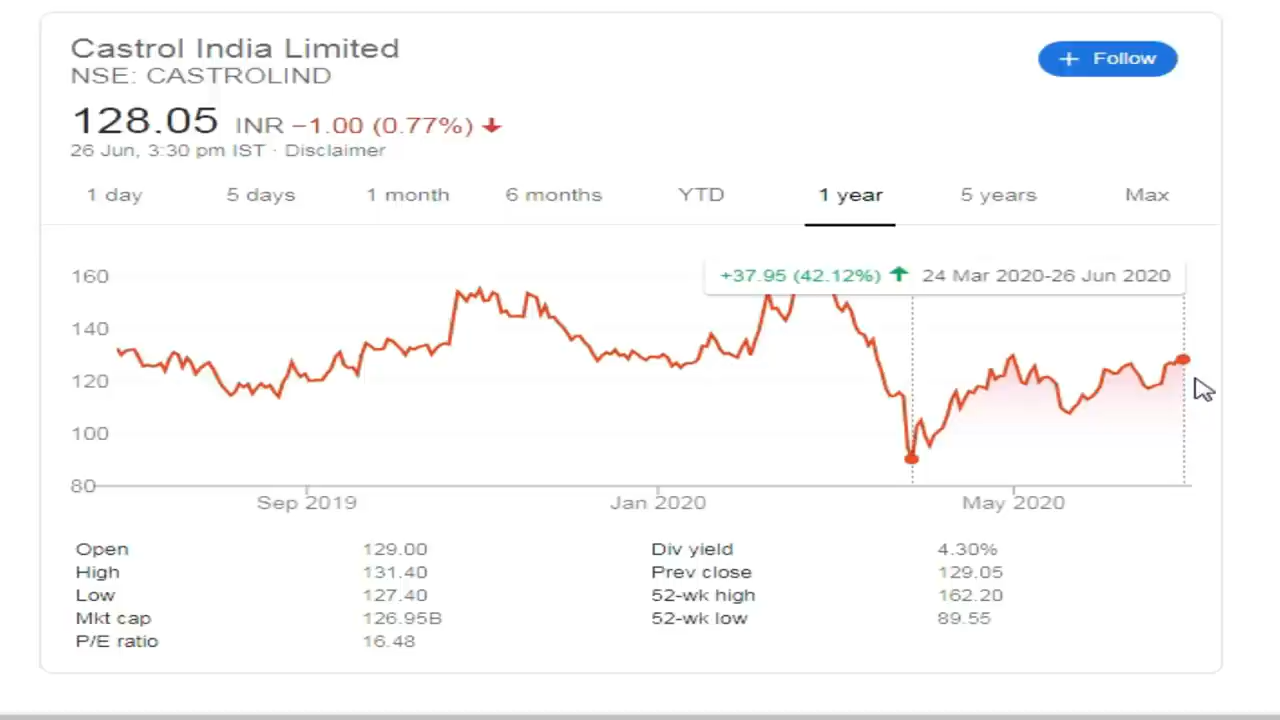 Castrol India Limited
NSE: CASTROLIND
+ Follow
128.05 INR −1.00 (0.77%)
26 Jun, 3:30 pm IST · Disclaimer
1 day 5 days 1 month 6 months YTD 1 year 5 years Max
+37.95 (42.12%) 24 Mar 2020-26 Jun 2020
160
140
120
100
80
Sep 2019 Jan 2020 May 2020
Open 129.00 Div yield 4.30%
High 131.40 Prev close 129.05
Low 127.40 52-wk high 162.20
Mkt cap 126.95B 52-wk low 89.55
P/E ratio 16.48